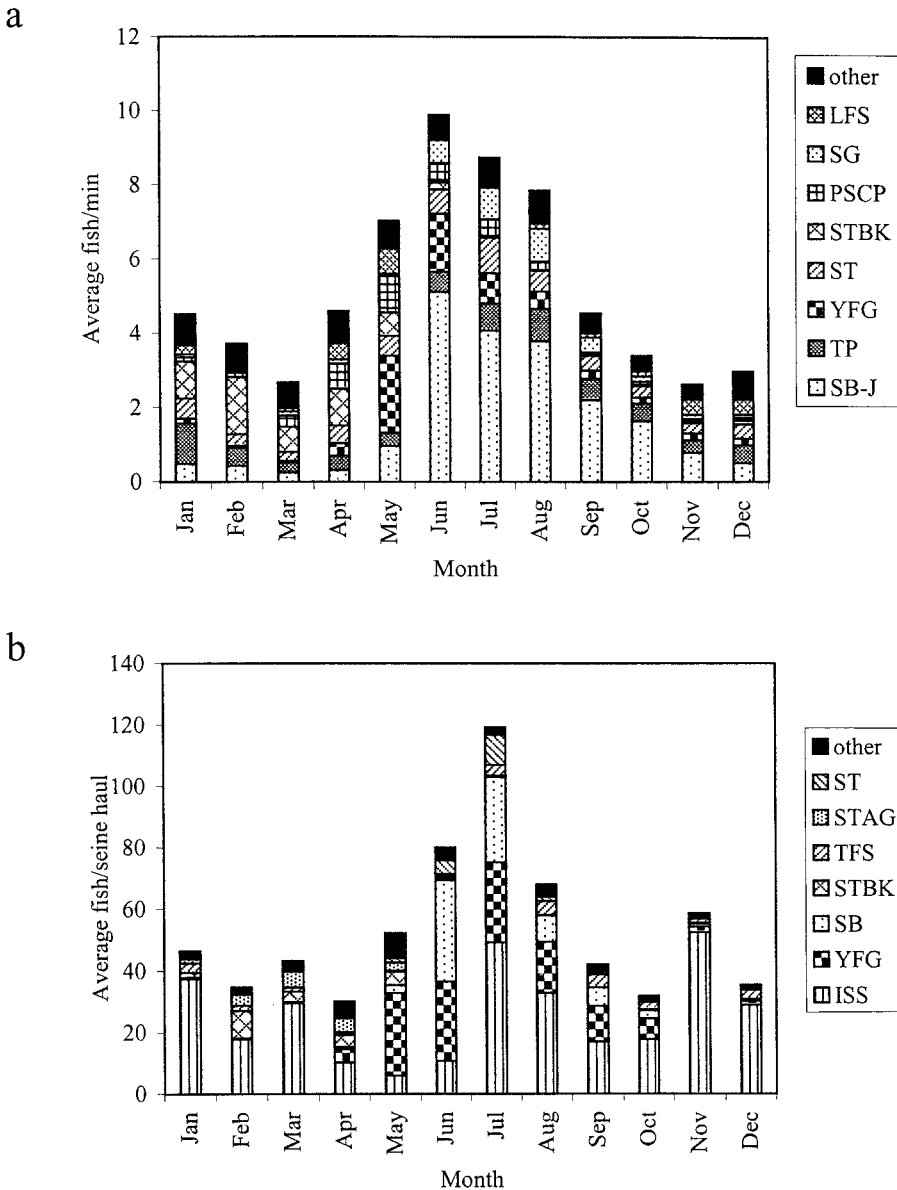 a
12
10
8
6
4
2
0
Average fish/min
Jan
Feb
Mar
Apr
May
Jun
Jul
Aug
Sep
Oct
Nov
Dec
Month
other
LFS
SG
PSCP
STBK
ST
YFG
TP
SB-J
b
140
120
100
80
60
40
20
0
Average fish/seine haul
Jan
Feb
Mar
Apr
May
Jun
Jul
Aug
Sep
Oct
Nov
Dec
Month
other
ST
STAG
TFS
STBK
SB
YFG
ISS